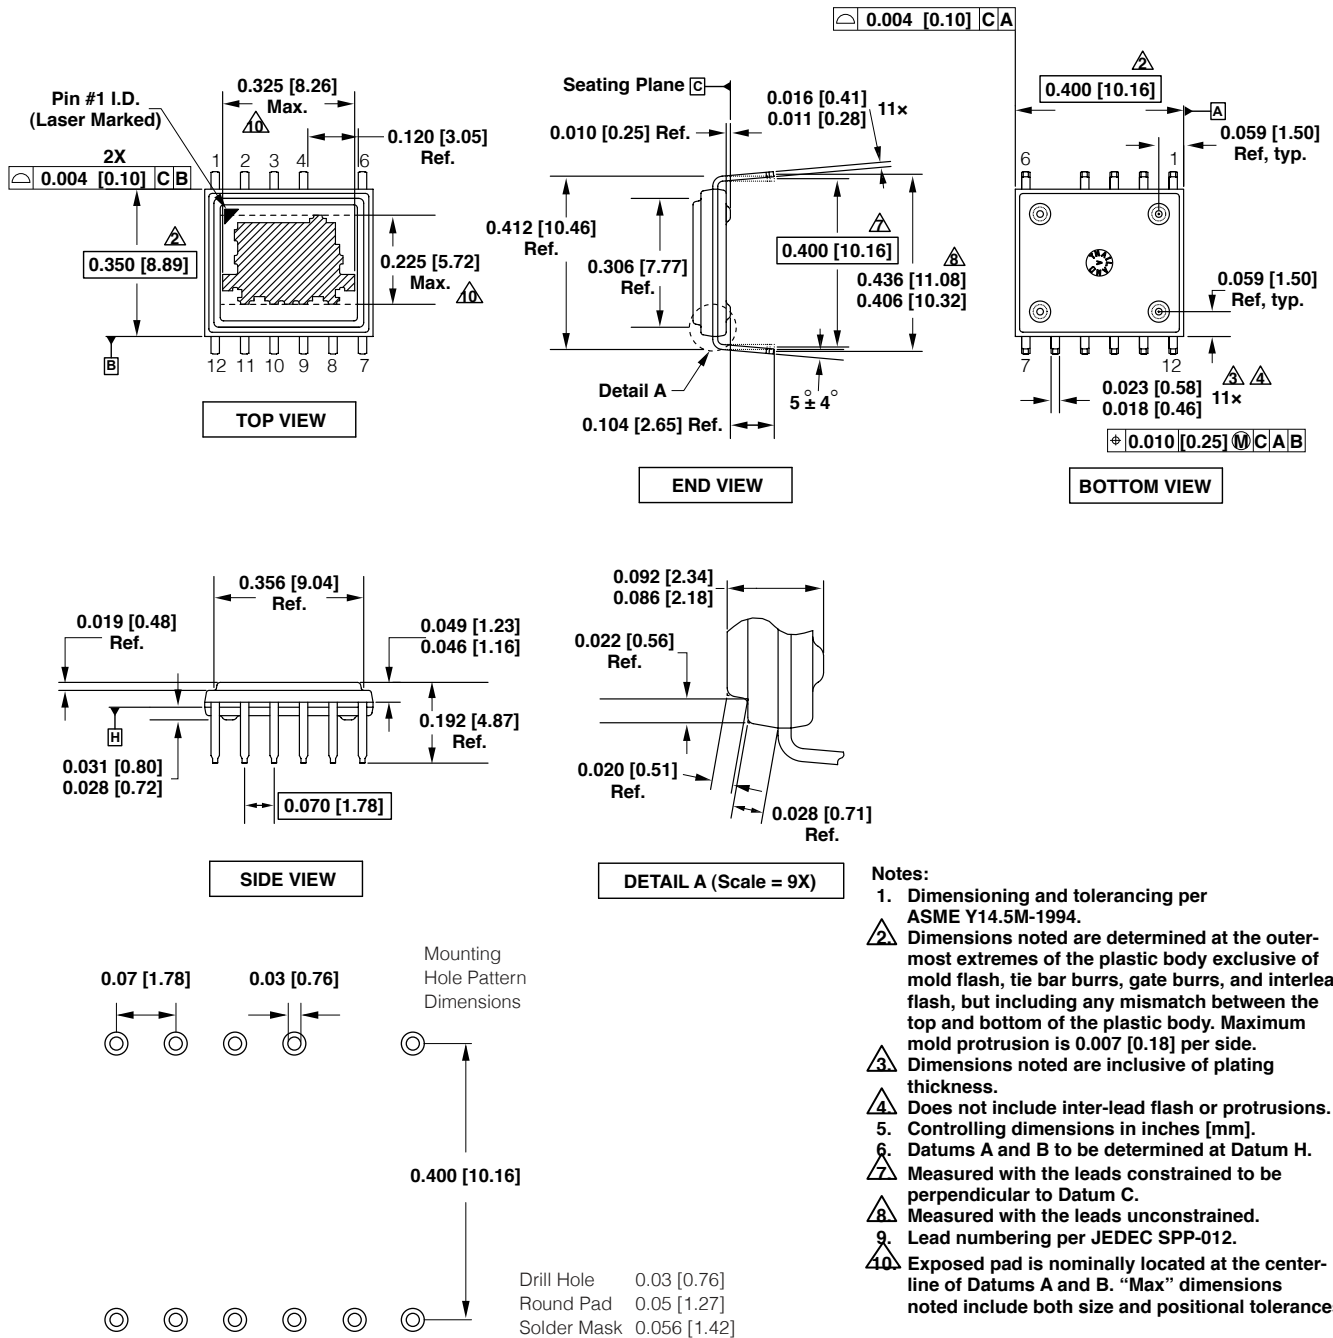 ⌓ 0.004 [0.10] C A
Pin #1 I.D.
(Laser Marked)
0.325 [8.26]
Max.
10
0.120 [3.05]
Ref.
2X
⌓ 0.004 [0.10] C B
1 2 3 4 6
2
0.350 [8.89]
0.225 [5.72]
Max.
10
B
12 11 10 9 8 7
TOP VIEW
Seating Plane C
0.010 [0.25] Ref.
0.016 [0.41]
0.011 [0.28]
11×
0.412 [10.46]
Ref.
0.306 [7.77]
Ref.
7
0.400 [10.16]
8
0.436 [11.08]
0.406 [10.32]
Detail A
5° ± 4°
0.104 [2.65] Ref.
END VIEW
2
0.400 [10.16]
A
0.059 [1.50]
Ref, typ.
6 1
0.059 [1.50]
Ref, typ.
7 12
0.023 [0.58]
0.018 [0.46]
11×
3 4
⌖ 0.010 [0.25] Ⓜ C A B
BOTTOM VIEW
0.356 [9.04]
Ref.
0.019 [0.48]
Ref.
0.049 [1.23]
0.046 [1.16]
0.192 [4.87]
Ref.
H
0.031 [0.80]
0.028 [0.72]
0.070 [1.78]
SIDE VIEW
0.092 [2.34]
0.086 [2.18]
0.022 [0.56]
Ref.
0.020 [0.51]
Ref.
0.028 [0.71]
Ref.
DETAIL A (Scale = 9X)
Mounting
Hole Pattern
Dimensions
0.07 [1.78]
0.03 [0.76]
0.400 [10.16]
Drill Hole 0.03 [0.76]
Round Pad 0.05 [1.27]
Solder Mask 0.056 [1.42]
Notes:
1. Dimensioning and tolerancing per
ASME Y14.5M-1994.
2. Dimensions noted are determined at the outer-
most extremes of the plastic body exclusive of
mold flash, tie bar burrs, gate burrs, and interlea
flash, but including any mismatch between the
top and bottom of the plastic body. Maximum
mold protrusion is 0.007 [0.18] per side.
3. Dimensions noted are inclusive of plating
thickness.
4. Does not include inter-lead flash or protrusions.
5. Controlling dimensions in inches [mm].
6. Datums A and B to be determined at Datum H.
7. Measured with the leads constrained to be
perpendicular to Datum C.
8. Measured with the leads unconstrained.
9. Lead numbering per JEDEC SPP-012.
10. Exposed pad is nominally located at the center-
line of Datums A and B. “Max” dimensions
noted include both size and positional tolerance